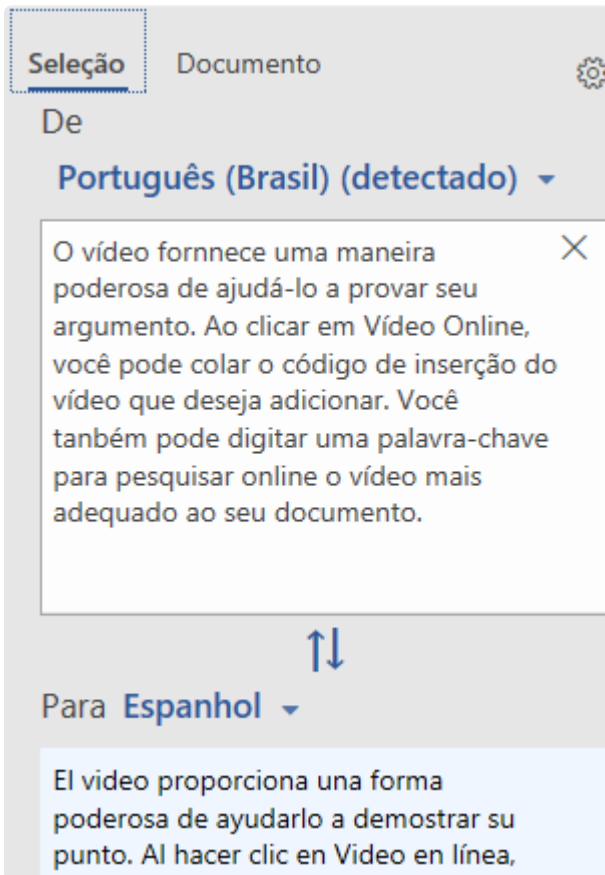 Seleção Documento
De
Português (Brasil) (detectado)
O vídeo fornnece uma maneira
poderosa de ajudá-lo a provar seu
argumento. Ao clicar em Vídeo Online,
você pode colar o código de inserção do
vídeo que deseja adicionar. Você
tanbém pode digitar uma palavra-chave
para pesquisar online o vídeo mais
adequado ao seu documento.
Para Espanhol
El video proporciona una forma
poderosa de ayudarlo a demostrar su
punto. Al hacer clic en Video en línea,